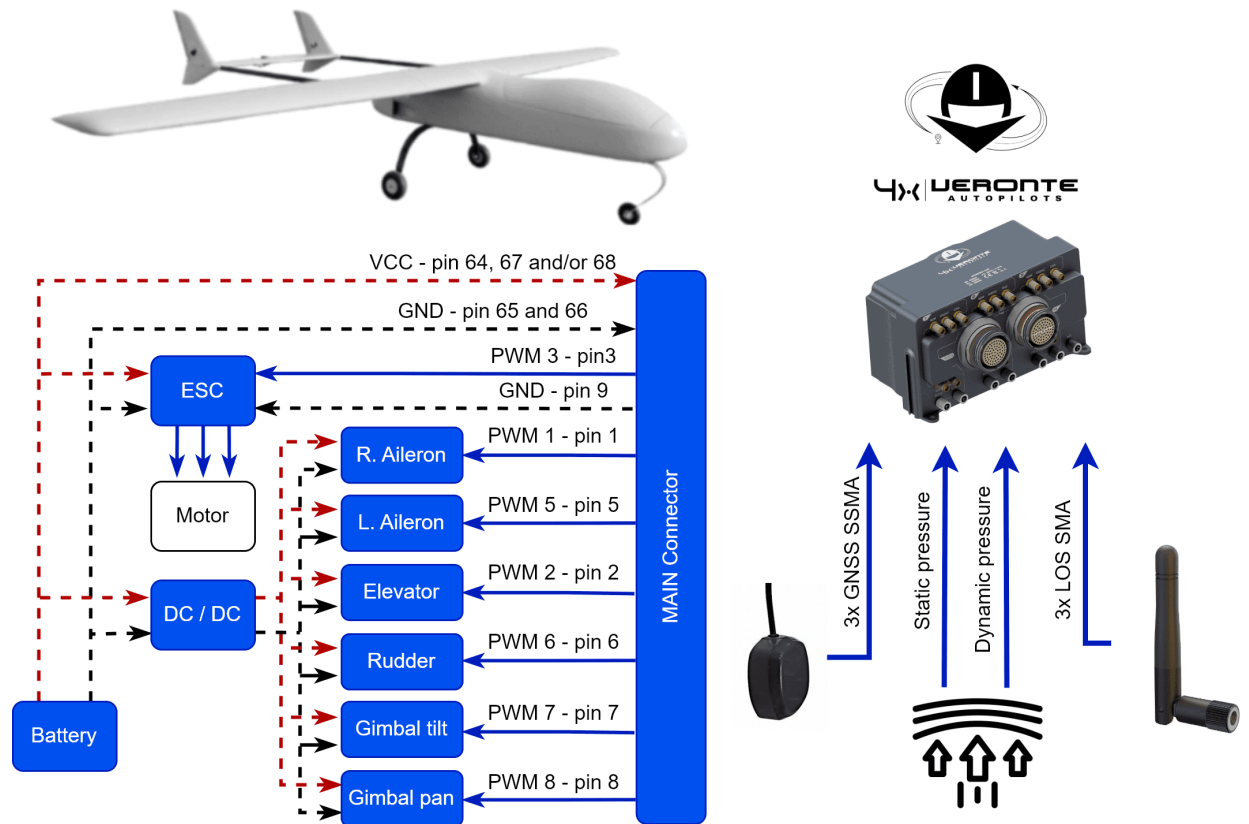 4x VERONTE
AUTOPILOTS
VCC - pin 64, 67 and/or 68
GND - pin 65 and 66
PWM 3 - pin3
ESC
GND - pin 9
PWM 1 - pin 1
R. Aileron
Motor
PWM 5 - pin 5
L. Aileron
PWM 2 - pin 2
Elevator
DC / DC
PWM 6 - pin 6
Rudder
PWM 7 - pin 7
Gimbal tilt
Battery
PWM 8 - pin 8
Gimbal pan
MAIN Connector
4x VERONTE
3x GNSS SSMA
Static pressure
Dynamic pressure
3x LOS SMA